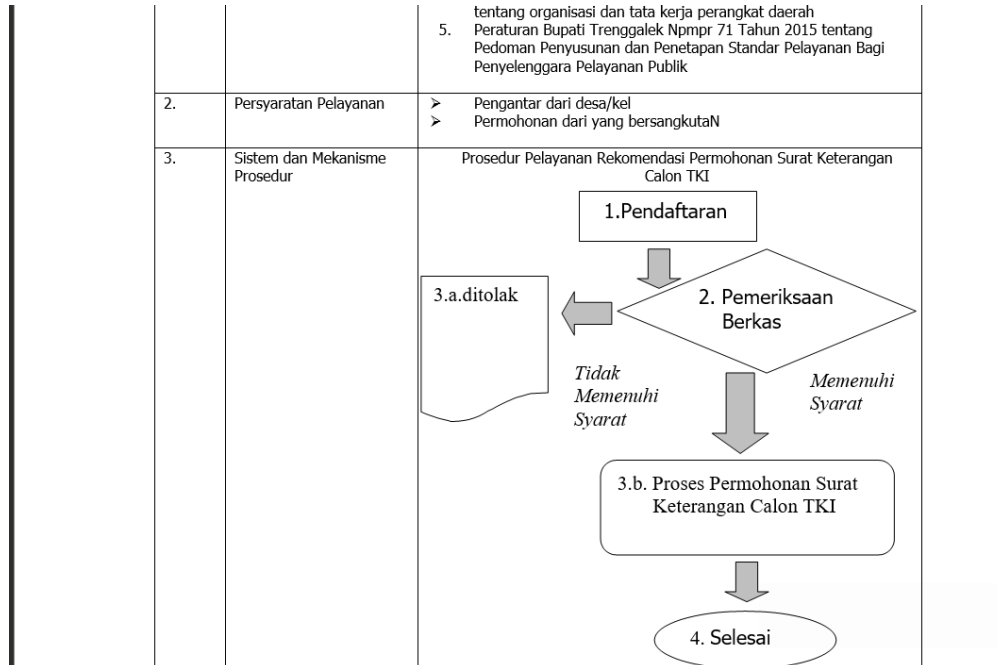 tentang organisasi dan tata kerja perangkat daerah
5. Peraturan Bupati Trenggalek Npmpr 71 Tahun 2015 tentang
Pedoman Penyusunan dan Penetapan Standar Pelayanan Bagi
Penyelenggara Pelayanan Publik
2. Persyaratan Pelayanan
➢ Pengantar dari desa/kel
➢ Permohonan dari yang bersangkutaN
3. Sistem dan Mekanisme
Prosedur
Prosedur Pelayanan Rekomendasi Permohonan Surat Keterangan
Calon TKI
1.Pendaftaran
2. Pemeriksaan
Berkas
3.a.ditolak
Tidak
Memenuhi
Syarat
Memenuhi
Syarat
3.b. Proses Permohonan Surat
Keterangan Calon TKI
4. Selesai